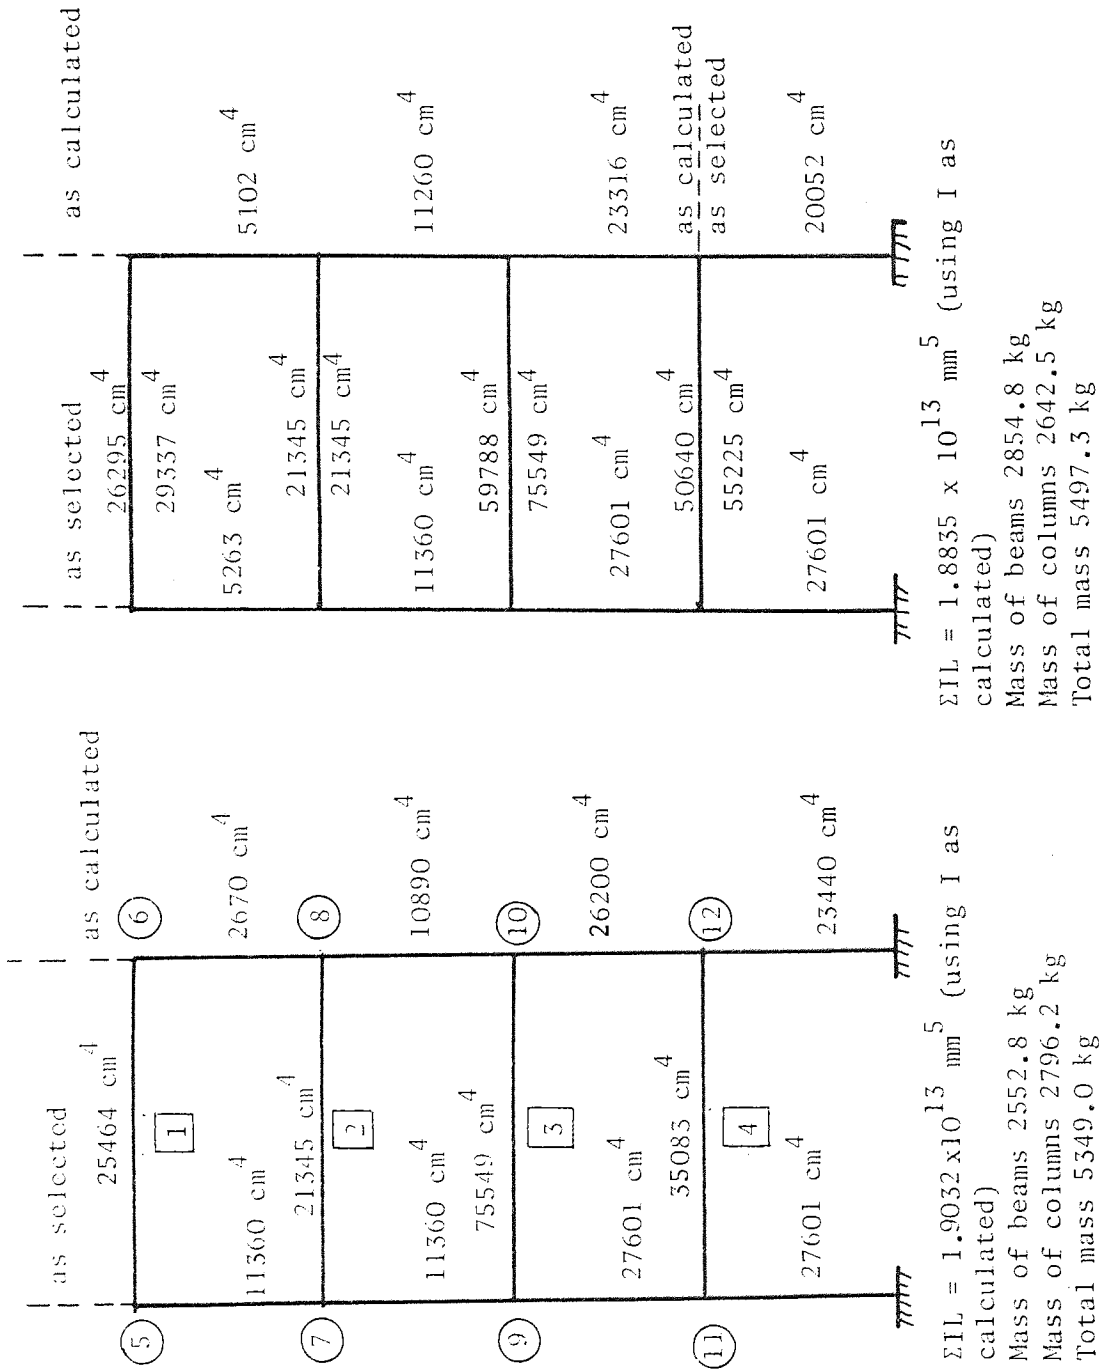 as selected
as calculated
25464 cm4
5
6
1
11360 cm4
2670 cm4
21345 cm4
7
8
2
11360 cm4
10890 cm4
75549 cm4
9
10
3
27601 cm4
26200 cm4
35083 cm4
11
12
4
27601 cm4
23440 cm4
ΣIL = 1.9032x10^13 mm^5 (using I as
calculated)
Mass of beams 2552.8 kg
Mass of columns 2796.2 kg
Total mass 5349.0 kg
as selected
as calculated
26295 cm4
29337 cm4
5263 cm4
5102 cm4
21345 cm4
21345 cm4
11360 cm4
11260 cm4
59788 cm4
75549 cm4
27601 cm4
23316 cm4
50640 cm4
as calculated
55225 cm4
as selected
27601 cm4
20052 cm4
ΣIL = 1.8835 x 10^13 mm^5 (using I as
calculated)
Mass of beams 2854.8 kg
Mass of columns 2642.5 kg
Total mass 5497.3 kg